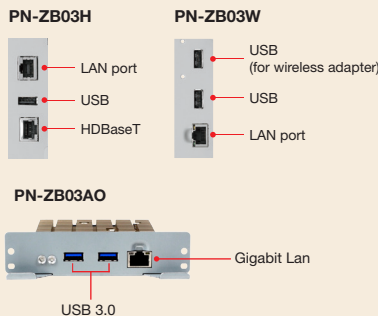 PN-ZB03H
LAN port
USB
HDBaseT
PN-ZB03W
USB
(for wireless adapter)
USB
LAN port
PN-ZB03AO
Gigabit Lan
USB 3.0